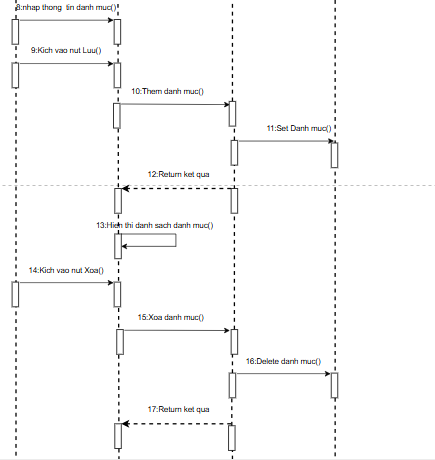 8:nhap thong tin danh muc()
9:Kich vao nut Luu()
10:Them danh muc()
11:Set Danh muc()
12:Return ket qua
13:Hien thi danh sach danh muc()
14:Kich vao nut Xoa()
15:Xoa danh muc()
16:Delete danh muc()
17:Return ket qua